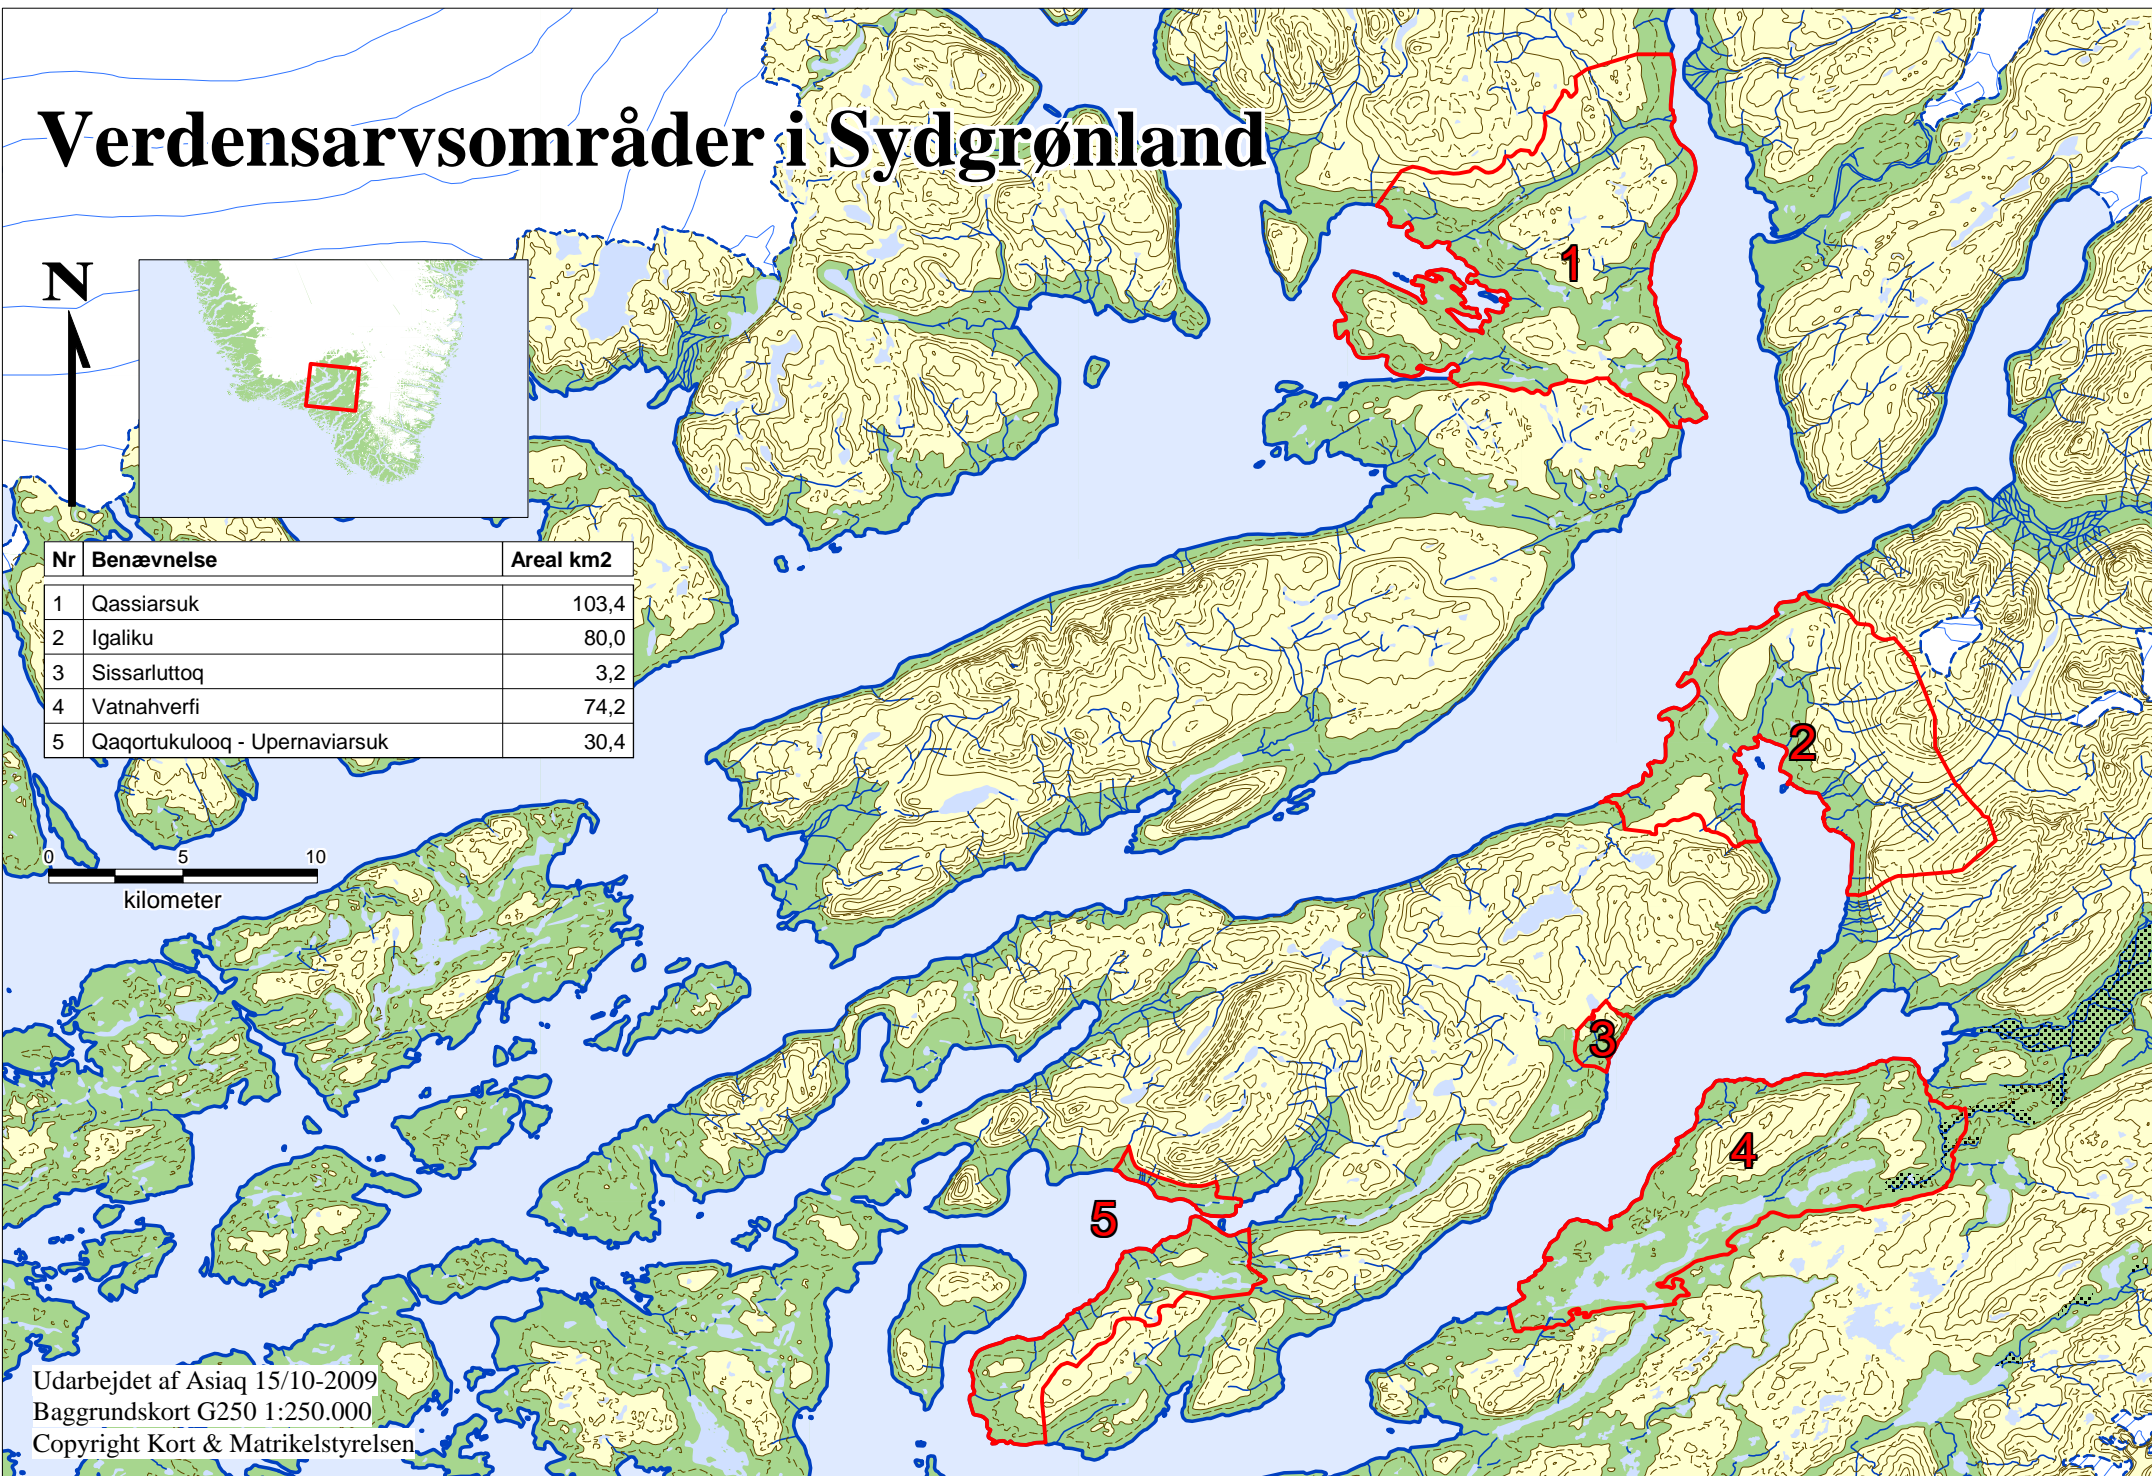 Verdensarvsområder i Sydgrønland
N
Nr Benævnelse Areal km2
1 Qassiarsuk 103,4
2 Igaliku 80,0
3 Sissarluttoq 3,2
4 Vatnahverfi 74,2
5 Qaqortukulooq - Upernaviarsuk 30,4
0 5 10
kilometer
1
2
3
4
5
Udarbejdet af Asiaq 15/10-2009
Baggrundskort G250 1:250.000
Copyright Kort & Matrikelstyrelsen